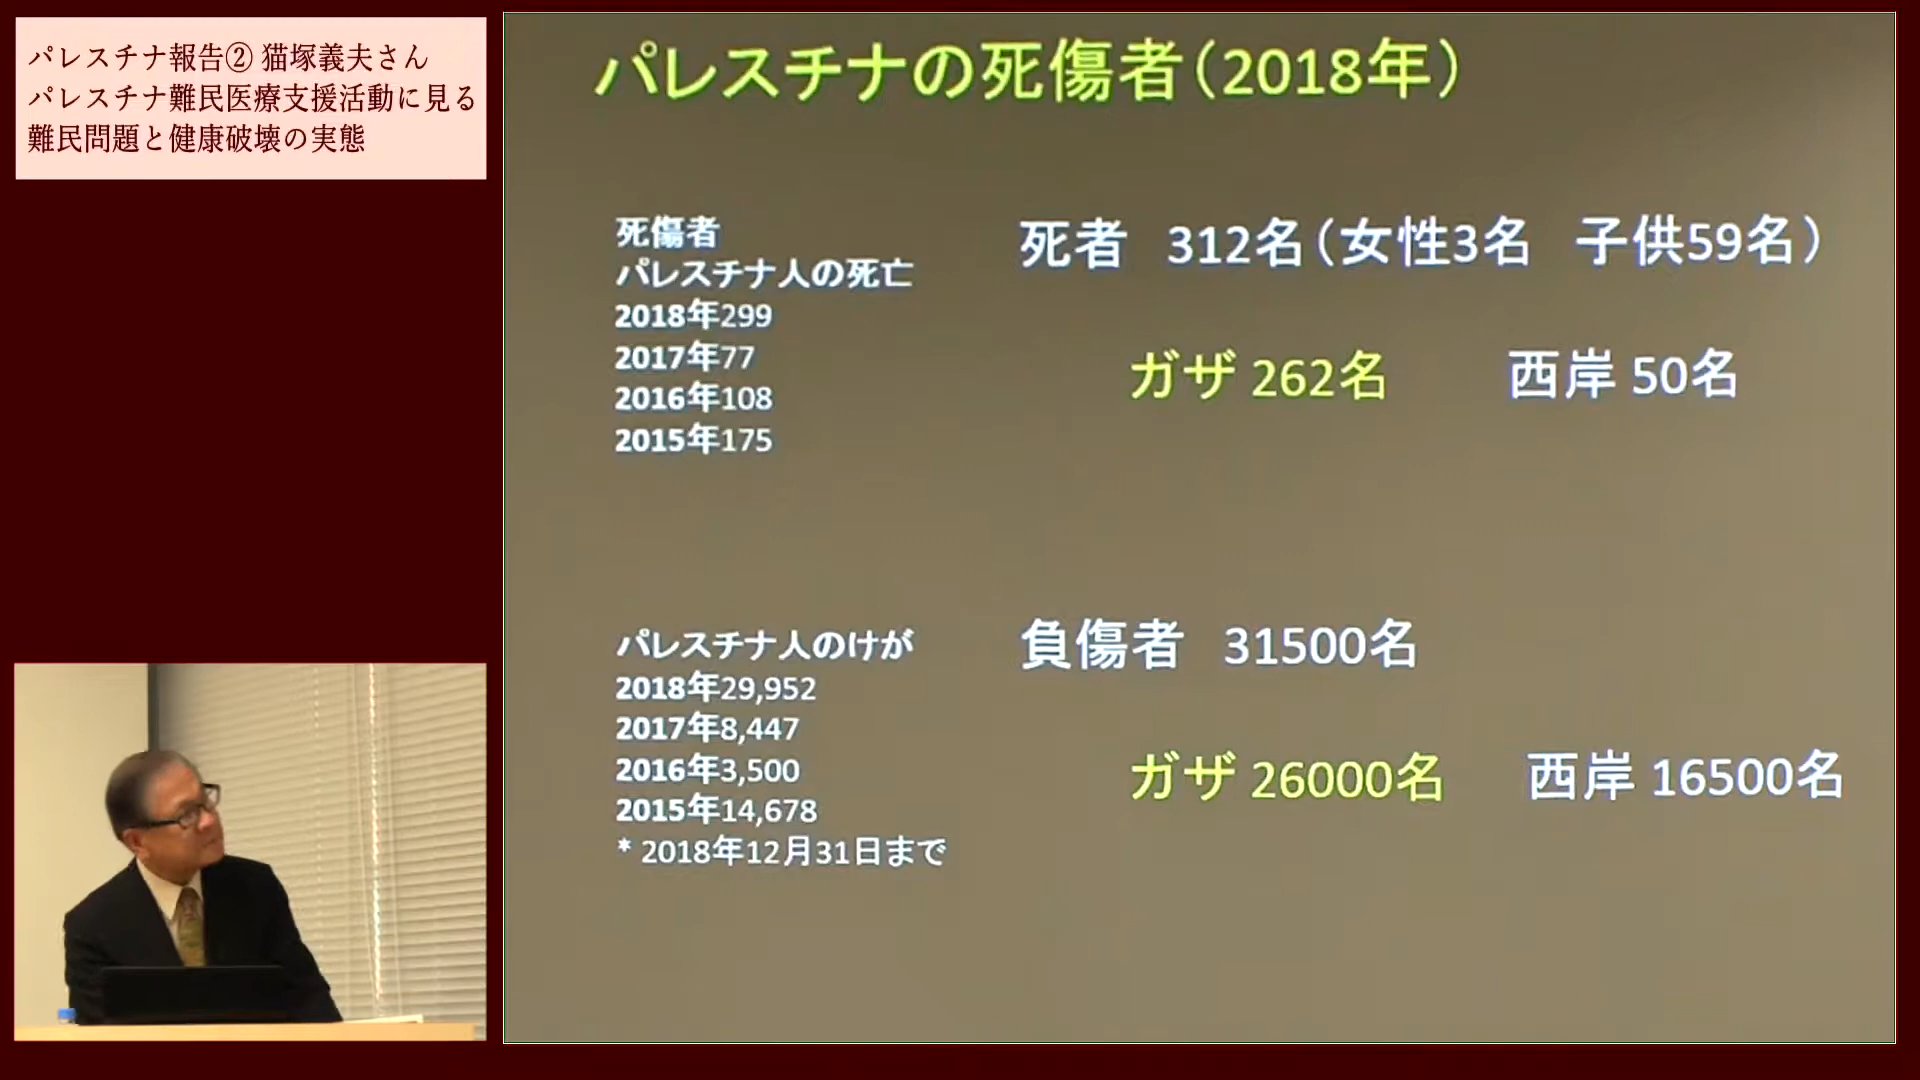 パレスチナ報告② 猫塚義夫さん
パレスチナ難民医療支援活動に見る
難民問題と健康破壊の実態
パレスチナの死傷者（2018年）
死傷者
パレスチナ人の死亡
2018年299
2017年77
2016年108
2015年175
死者 312名（女性3名 子供59名）
ガザ 262名 西岸 50名
パレスチナ人のけが
2018年29,952
2017年8,447
2016年3,500
2015年14,678
* 2018年12月31日まで
負傷者 31500名
ガザ 26000名 西岸 16500名